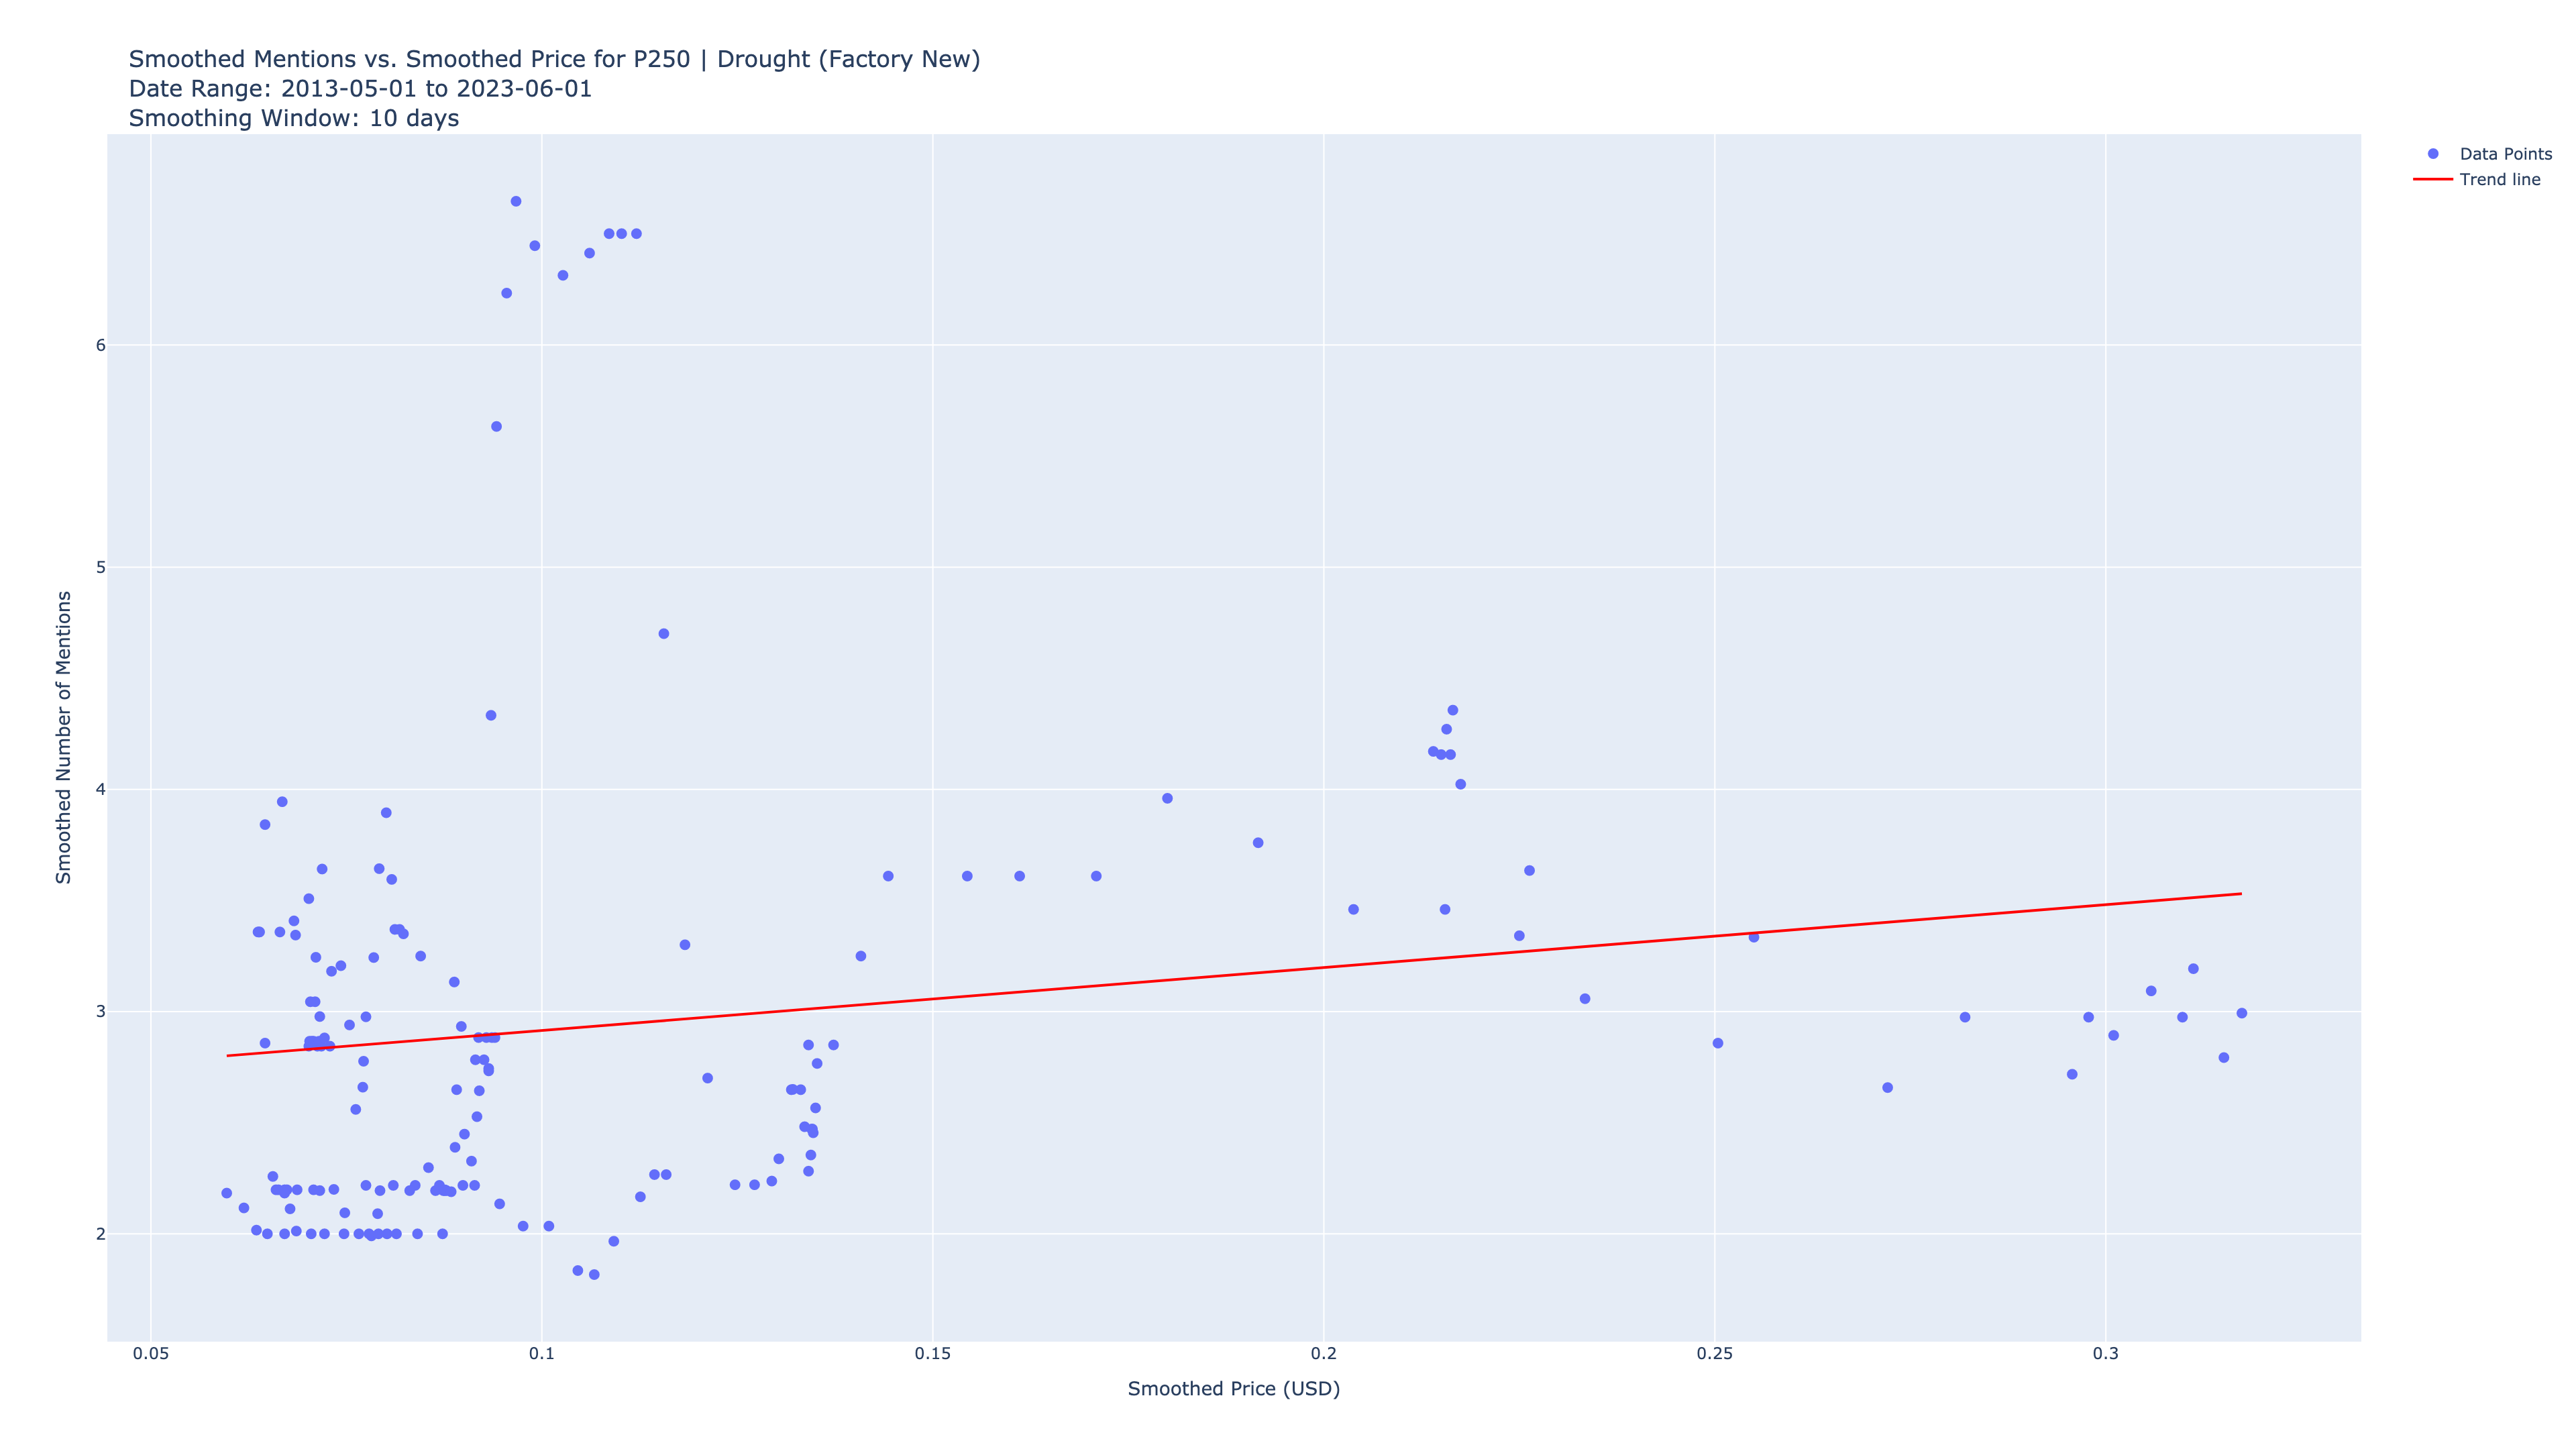 Smoothed Mentions vs. Smoothed Price for P250 | Drought (Factory New)
Date Range: 2013-05-01 to 2023-06-01
Smoothing Window: 10 days
Data Points
Trend line
Smoothed Number of Mentions
6
5
4
3
2
0.05
0.1
0.15
0.2
0.25
0.3
Smoothed Price (USD)